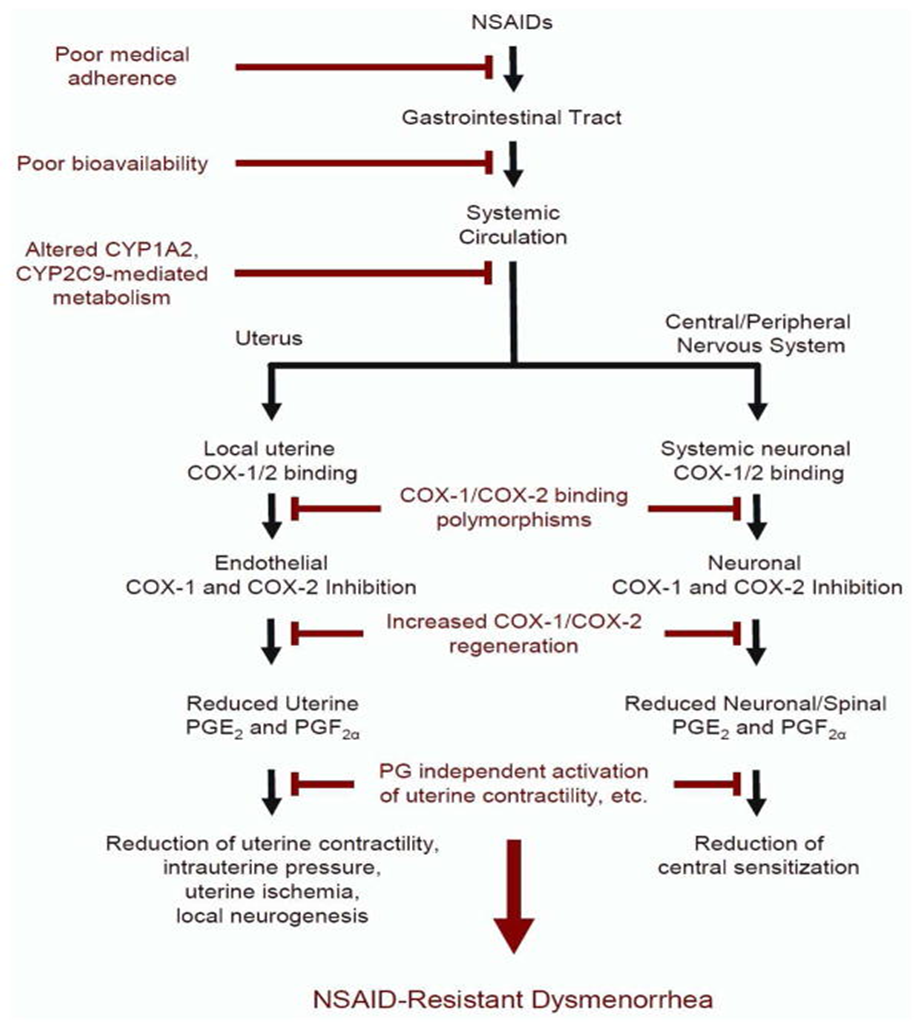 NSAIDs
Poor medical
adherence
Gastrointestinal Tract
Poor bioavailability
Systemic
Circulation
Altered CYP1A2,
CYP2C9-mediated
metabolism
Uterus
Central/Peripheral
Nervous System
Local uterine
COX-1/2 binding
Systemic neuronal
COX-1/2 binding
COX-1/COX-2 binding
polymorphisms
Endothelial
COX-1 and COX-2 Inhibition
Neuronal
COX-1 and COX-2 Inhibition
Increased COX-1/COX-2
regeneration
Reduced Uterine
PGE₂ and PGF₂α
Reduced Neuronal/Spinal
PGE₂ and PGF₂α
PG independent activation
of uterine contractility, etc.
Reduction of uterine contractility,
intrauterine pressure,
uterine ischemia,
local neurogenesis
Reduction of
central sensitization
NSAID-Resistant Dysmenorrhea